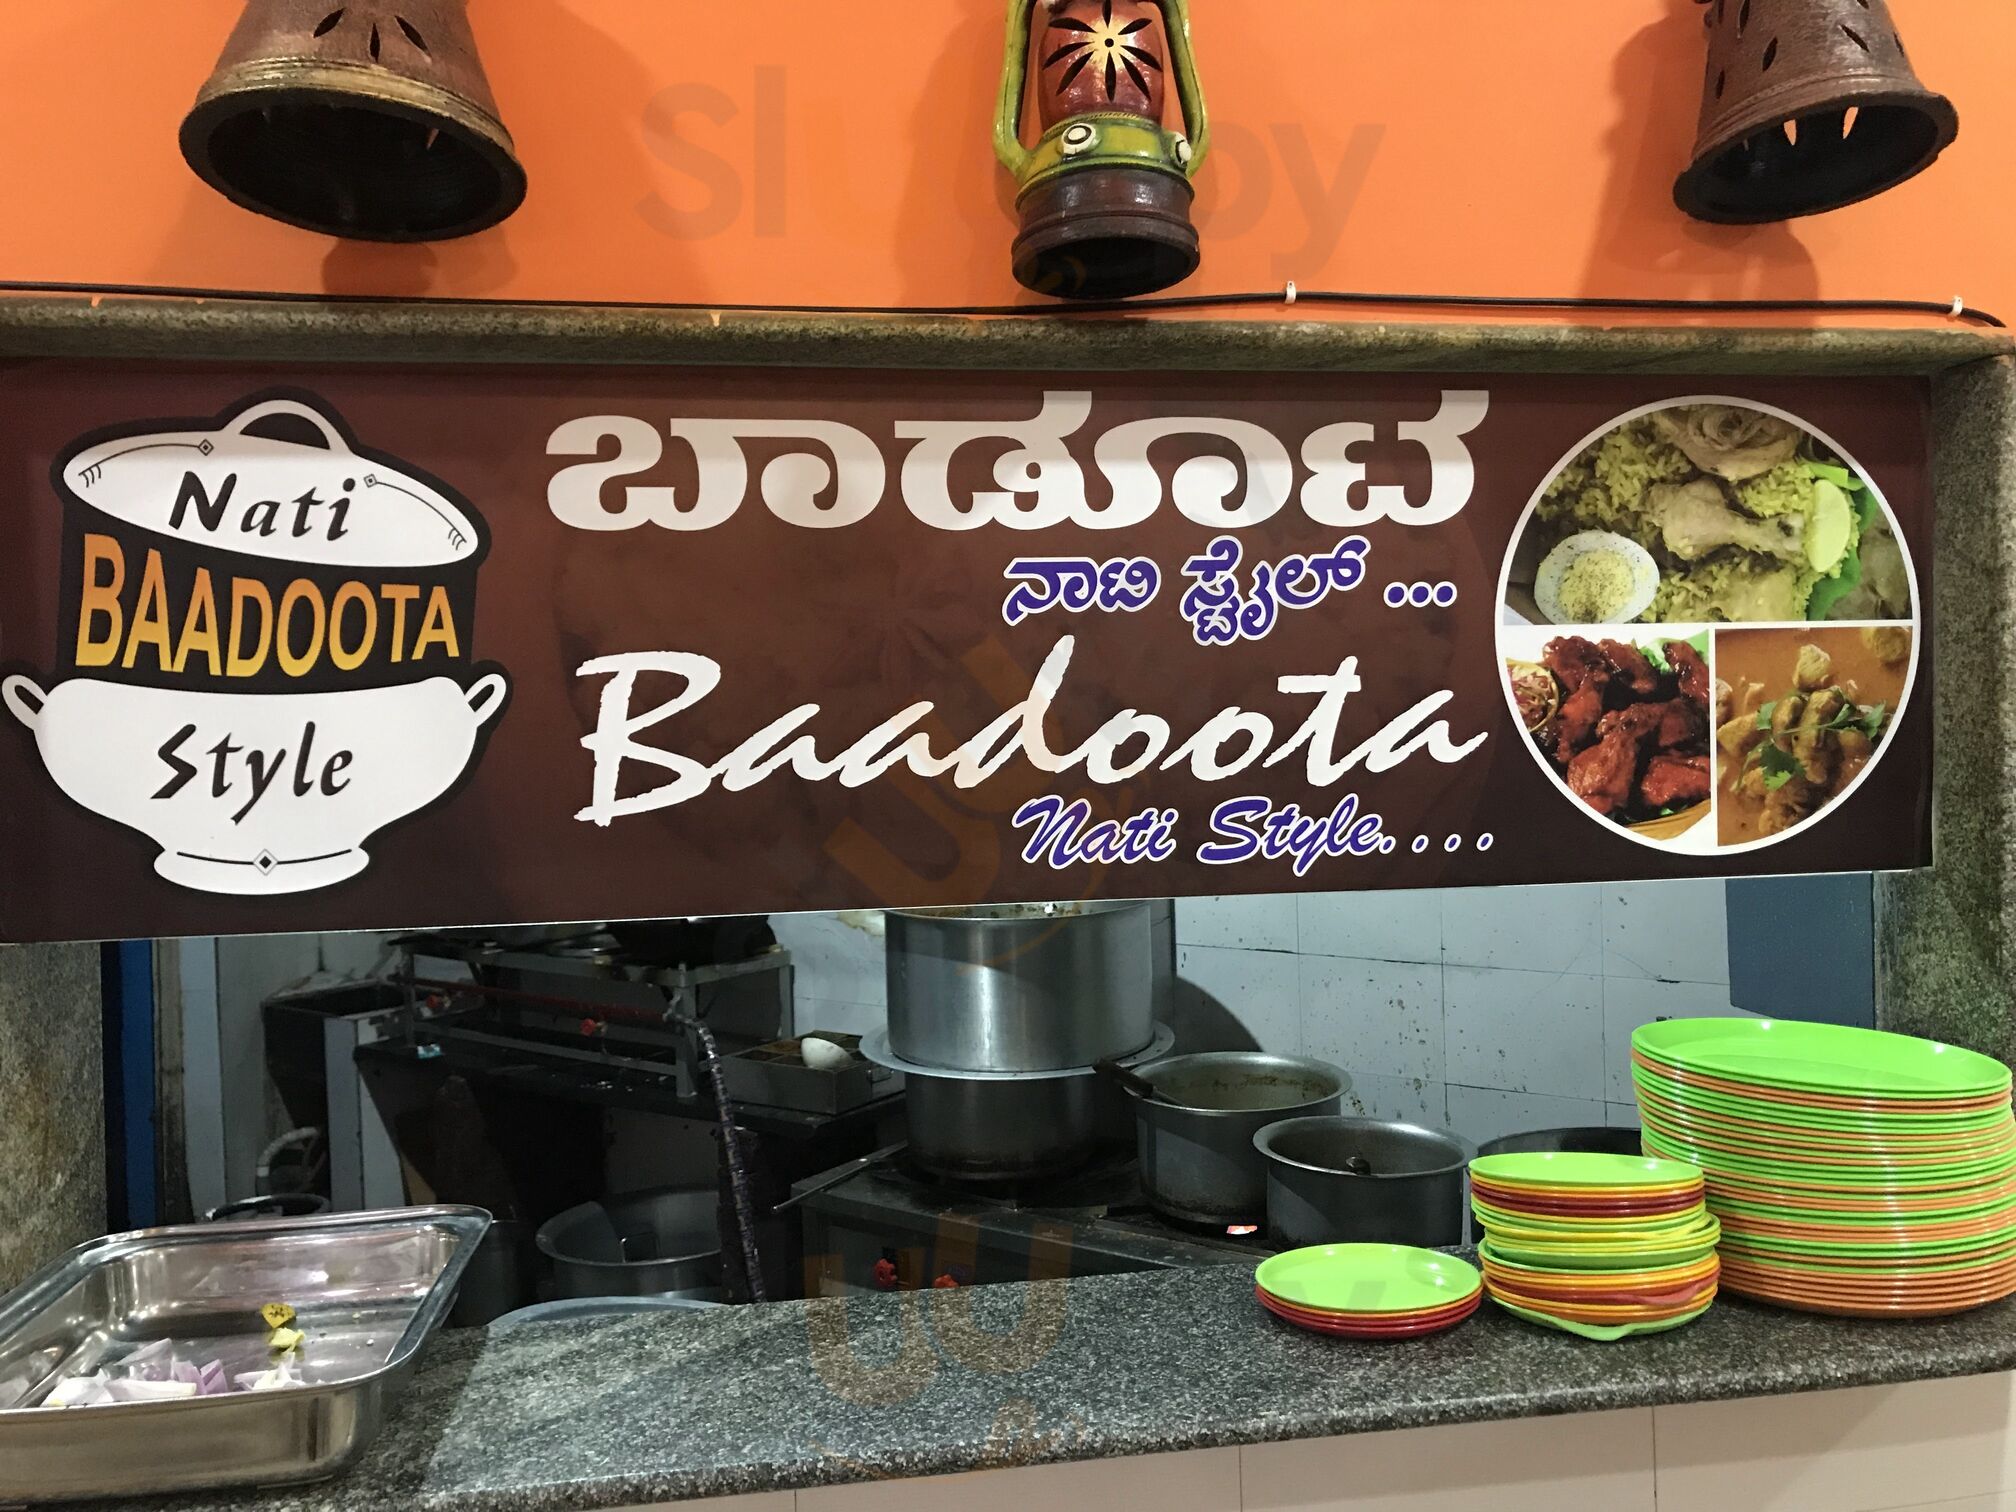 Nati
BAADOOTA
Style
ಬಾಡೂಟ
ನಾಟಿ ಸ್ಟೈಲ್ ...
Baadoota
Nati Style....